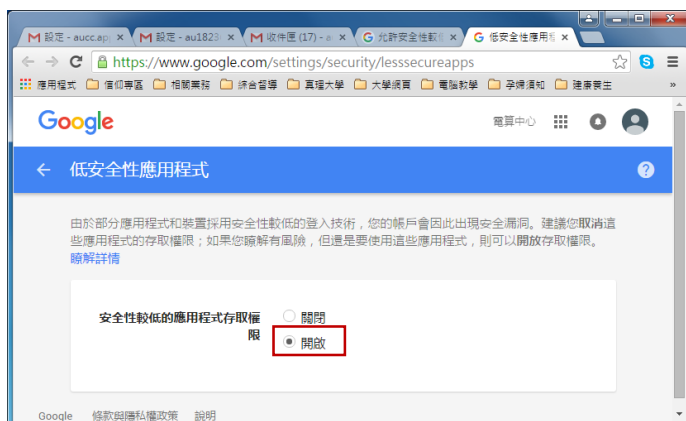 設定 - aucc.ap
設定 - au1823
收件匣 (17) - a
允許安全性較
低安全性應用程
https://www.google.com/settings/security/lesssecureapps
應用程式 信仰專區 相關業務 綜合督導 真理大學 大學網頁 電腦教學 孕婦須知 健康養生 »
Google
電算中心
← 低安全性應用程式 ?
由於部分應用程式和裝置採用安全性較低的登入技術，您的帳戶會因此出現安全漏洞。建議您取消這
些應用程式的存取權限；如果您瞭解有風險，但還是要使用這些應用程式，則可以開放存取權限。
瞭解詳情
安全性較低的應用程式存取權
限
關閉
開啟
Google 條款與隱私權政策 說明